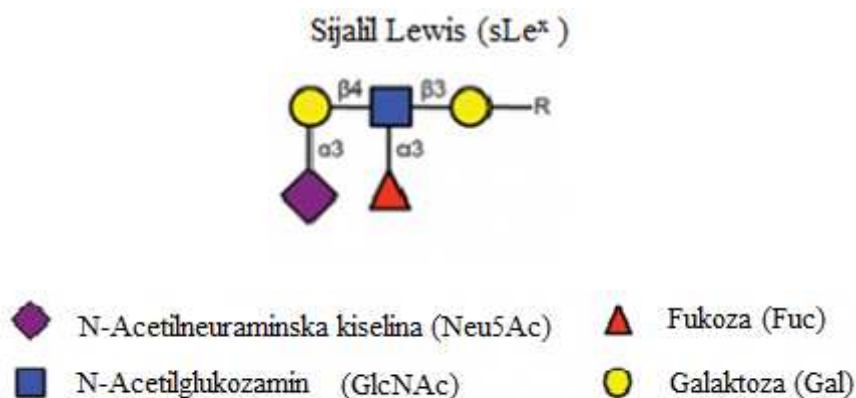 Sijalil Lewis (sLeˣ )
β4 β3 R
α3 α3
N-Acetilneuraminska kiselina (Neu5Ac) Fukoza (Fuc)
N-Acetilglukozamin (GlcNAc) Galaktoza (Gal)